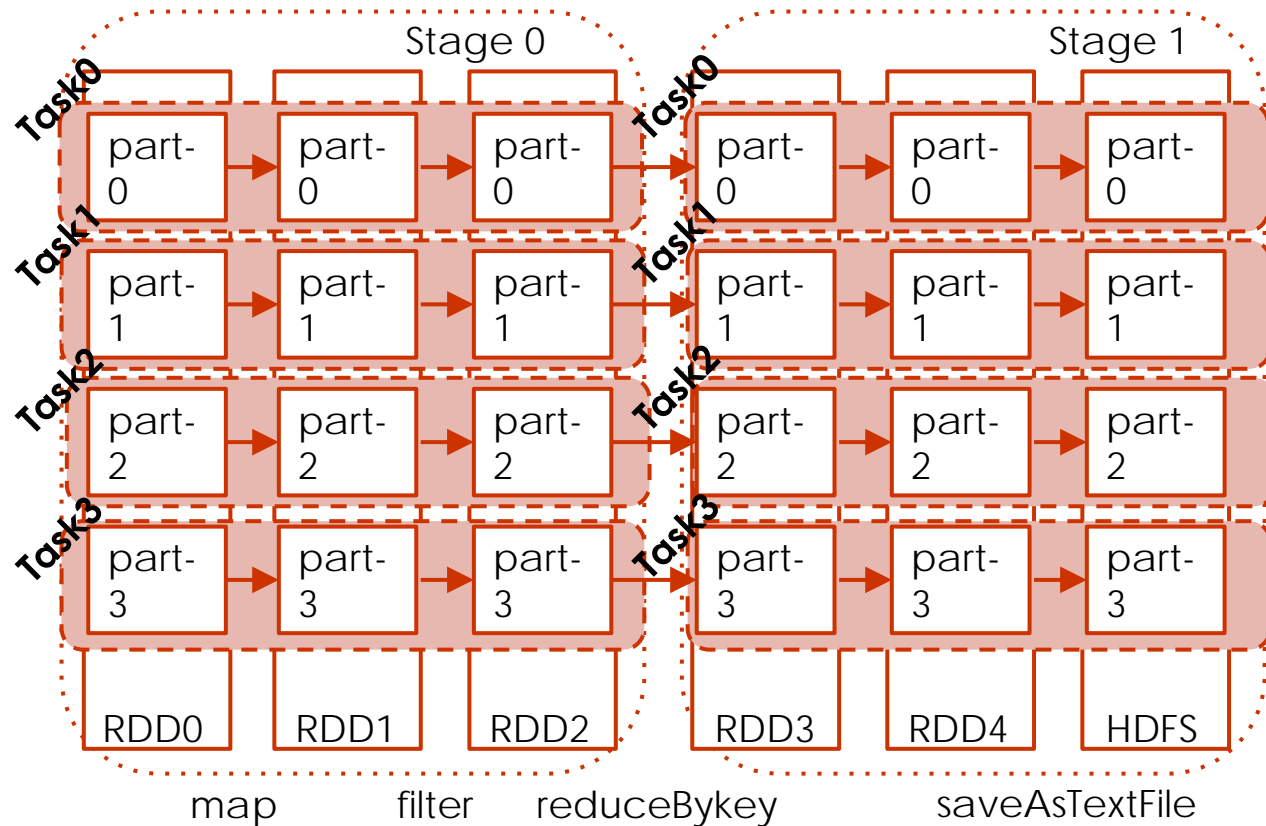 Stage 0
Stage 1
Task0
Task0
part-
0
part-
0
part-
0
part-
0
part-
0
part-
0
Task1
Task1
part-
1
part-
1
part-
1
part-
1
part-
1
part-
1
Task2
Task2
part-
2
part-
2
part-
2
part-
2
part-
2
part-
2
Task3
Task3
part-
3
part-
3
part-
3
part-
3
part-
3
part-
3
RDD0
RDD1
RDD2
RDD3
RDD4
HDFS
map
filter
reduceBykey
saveAsTextFile